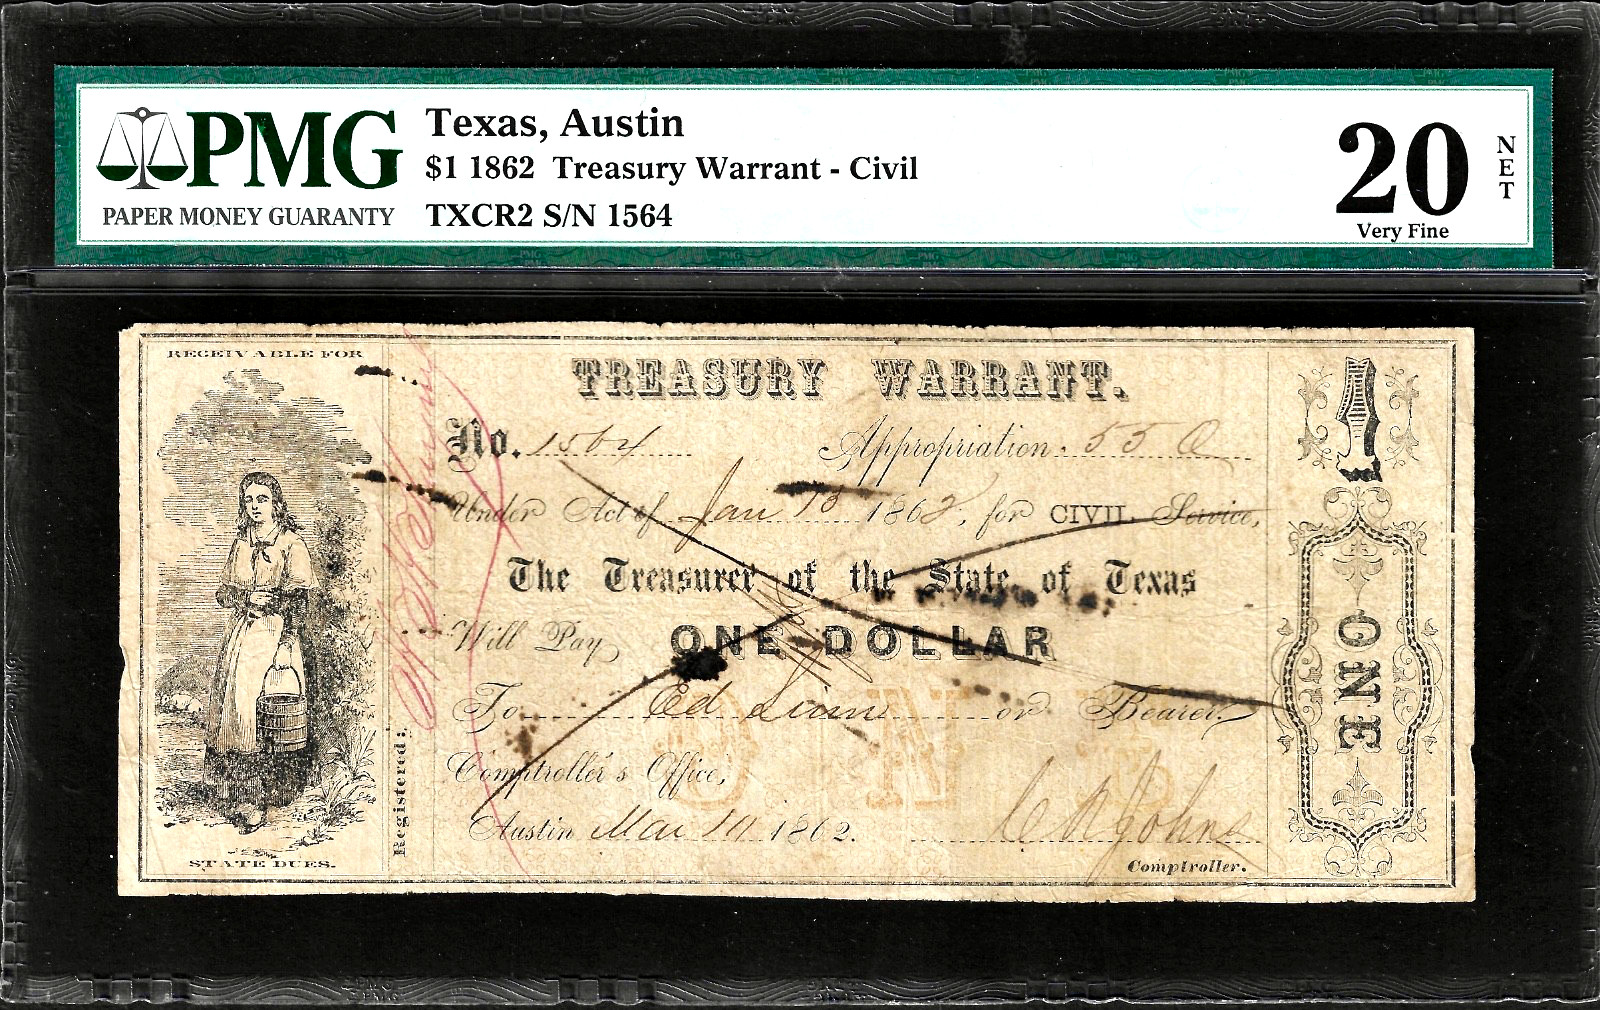 PMG
PAPER MONEY GUARANTY
Texas, Austin
$1 1862 Treasury Warrant - Civil
TXCR2 S/N 1564
20
NET
Very Fine
RECEIVABLE FOR
STATE DUES.
Registered:
TREASURY WARRANT.
No. 1564 Appropriation. 550
Under Act of Jan 13 1862, for CIVIL Service,
The Treasurer of the State of Texas
Will Pay ONE DOLLAR
To Ed or Bearer.
Comptroller's Office,
Austin Mar 1862.
C R Johns
Comptroller.
1
ONE